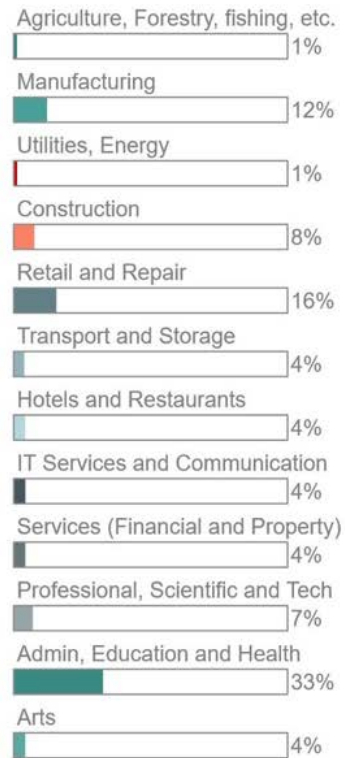 Agriculture, Forestry, fishing, etc.
1%
Manufacturing
12%
Utilities, Energy
1%
Construction
8%
Retail and Repair
16%
Transport and Storage
4%
Hotels and Restaurants
4%
IT Services and Communication
4%
Services (Financial and Property)
4%
Professional, Scientific and Tech
7%
Admin, Education and Health
33%
Arts
4%